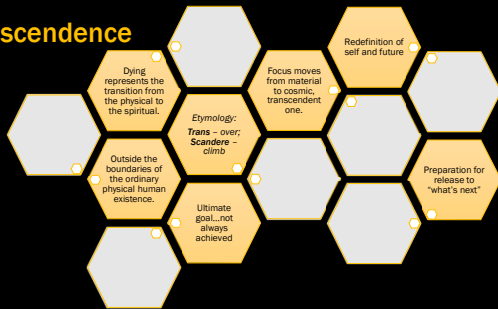 scendence
Dying
represents the
transition from
the physical to
the spiritual.
Outside the
boundaries of
the ordinary
physical human
existence.
Etymology:
Trans – over;
Scandere –
climb
Ultimate
goal…not
always
achieved
Focus moves
from material
to cosmic,
transcendent
one.
Redefinition of
self and future
Preparation for
release to
“what’s next”